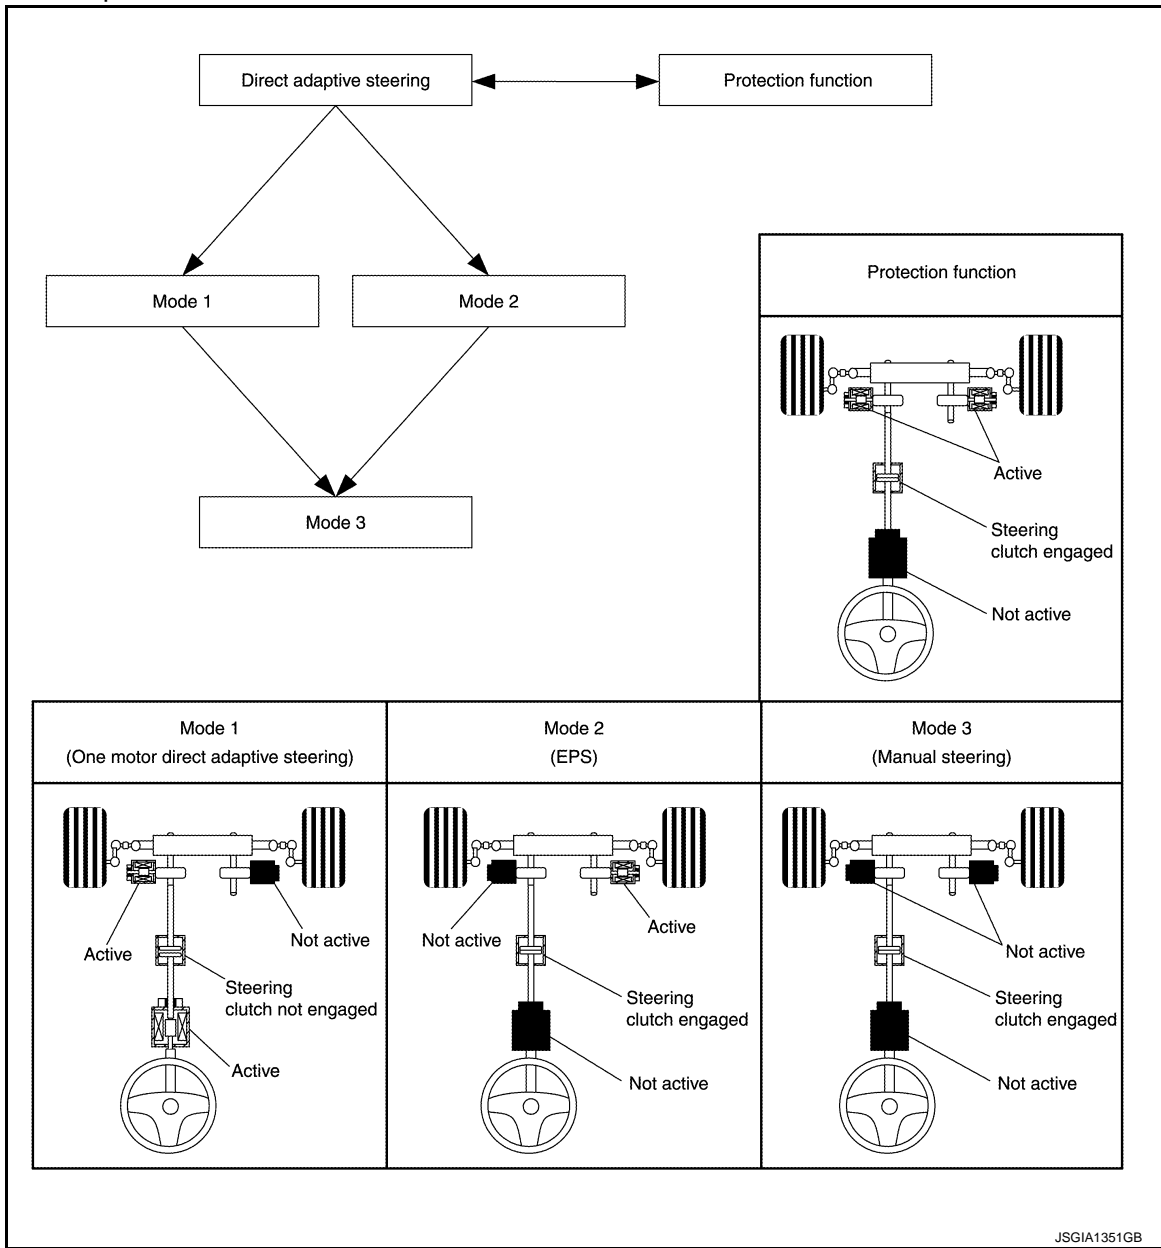 Direct adaptive steering
Protection function
Mode 1
Mode 2
Mode 3
Protection function
Active
Steering
clutch engaged
Not active
Mode 1
(One motor direct adaptive steering)
Active
Not active
Steering
clutch not engaged
Active
Mode 2
(EPS)
Not active
Active
Steering
clutch engaged
Not active
Mode 3
(Manual steering)
Not active
Steering
clutch engaged
Not active
JSGIA1351GB